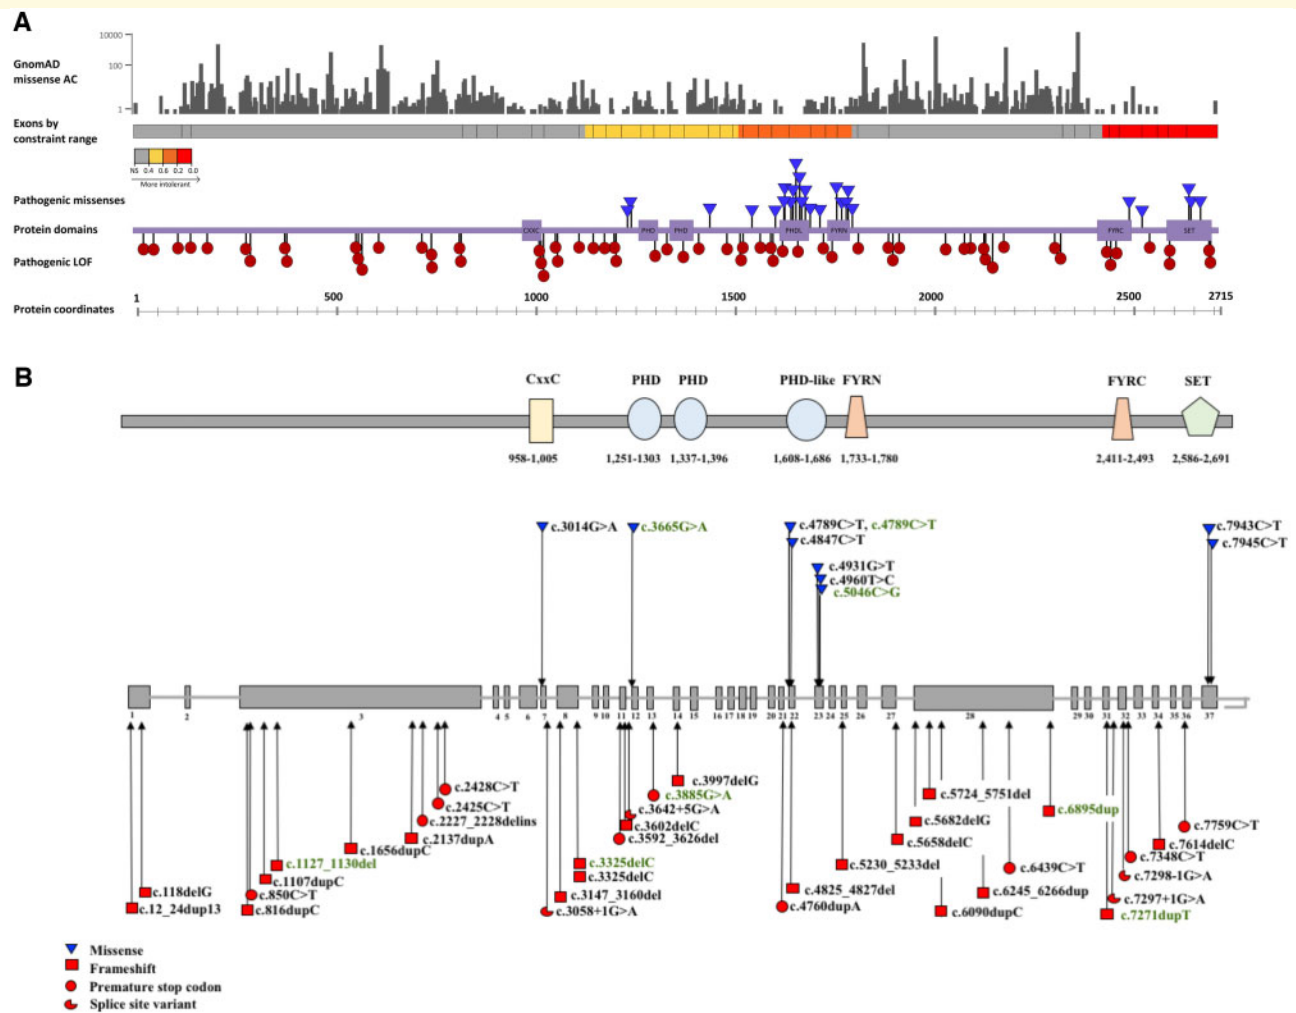 A
10000
GnomAD
missense AC
100
1
Exons by
constraint range
NS 0.4 0.6 0.2 0.0
More intolerant
Pathogenic missenses
Protein domains
CXXC PHD PHD PHDL FYRN FYRC SET
Pathogenic LOF
1 500 1000 1500 2000 2500 2715
Protein coordinates
B
CxxC PHD PHD PHD-like FYRN FYRC SET
958-1,005 1,251-1303 1,337-1,396 1,608-1,686 1,733-1,780 2,411-2,493 2,586-2,691
c.3014G>A c.3665G>A c.4789C>T, c.4789C>T c.7943C>T
c.4847C>T c.7945C>T
c.4931G>T
c.4960T>C
c.5046C>G
1 2 3 4 5 6 7 8 9 10 11 12 13 14 15 16 17 18 19 20 21 22 23 24 25 26 27 28 29 30 31 32 33 34 35 36 37
c.3997delG
c.2428C>T c.3885G>A c.5724_5751del
c.2425C>T c.3642+5G>A c.6895dup
c.2227_2228delins c.3602delC c.5682delG c.7759C>T
c.2137dupA c.3592_3626del c.5658delC c.7614delC
c.1656dupC c.7348C>T
c.1127_1130del c.3325delC c.5230_5233del c.6439C>T
c.1107dupC c.3325delC c.7298-1G>A
c.118delG c.850C>T c.3147_3160del c.4825_4827del c.6245_6266dup c.7297+1G>A
c.12_24dup13 c.816dupC c.3058+1G>A c.4760dupA c.6090dupC c.7271dupT
Missense
Frameshift
Premature stop codon
Splice site variant